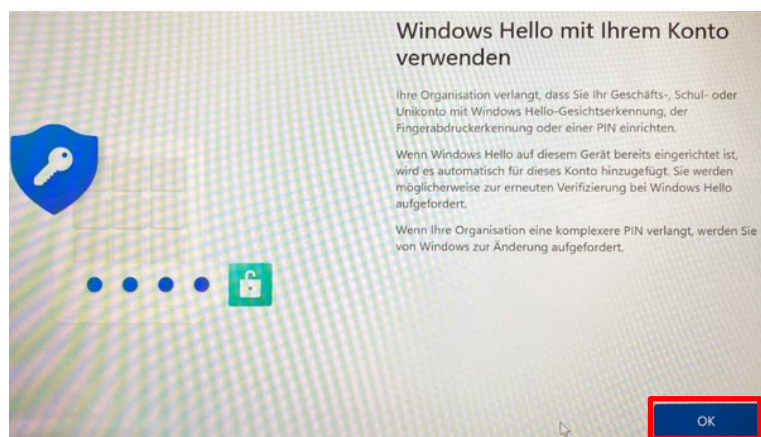 Windows Hello mit Ihrem Konto
verwenden
Ihre Organisation verlangt, dass Sie Ihr Geschäfts-, Schul- oder
Unikonto mit Windows Hello-Gesichtserkennung, der
Fingerabdruckerkennung oder einer PIN einrichten.
Wenn Windows Hello auf diesem Gerät bereits eingerichtet ist,
wird es automatisch für dieses Konto hinzugefügt. Sie werden
möglicherweise zur erneuten Verifizierung bei Windows Hello
aufgefordert.
Wenn Ihre Organisation eine komplexere PIN verlangt, werden Sie
von Windows zur Änderung aufgefordert.
OK